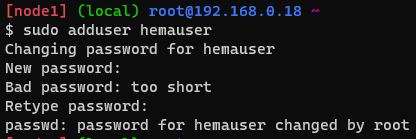 [node1] (local) root@192.168.0.18 ~
$ sudo adduser hemauser
Changing password for hemauser
New password:
Bad password: too short
Retype password:
passwd: password for hemauser changed by root